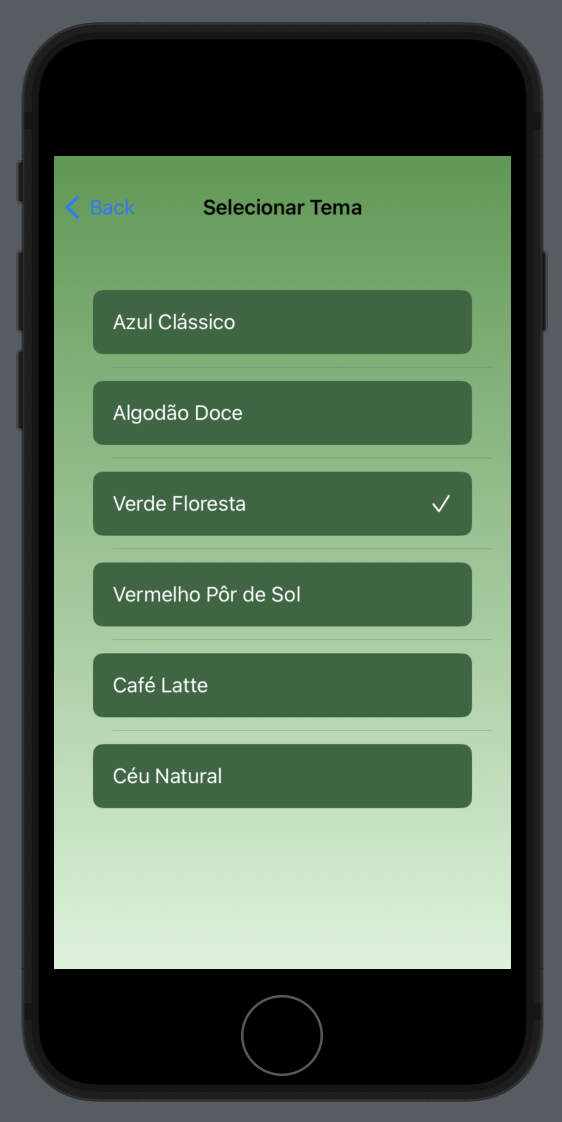 Back
Selecionar Tema
Azul Clássico
Algodão Doce
Verde Floresta
Vermelho Pôr de Sol
Café Latte
Céu Natural